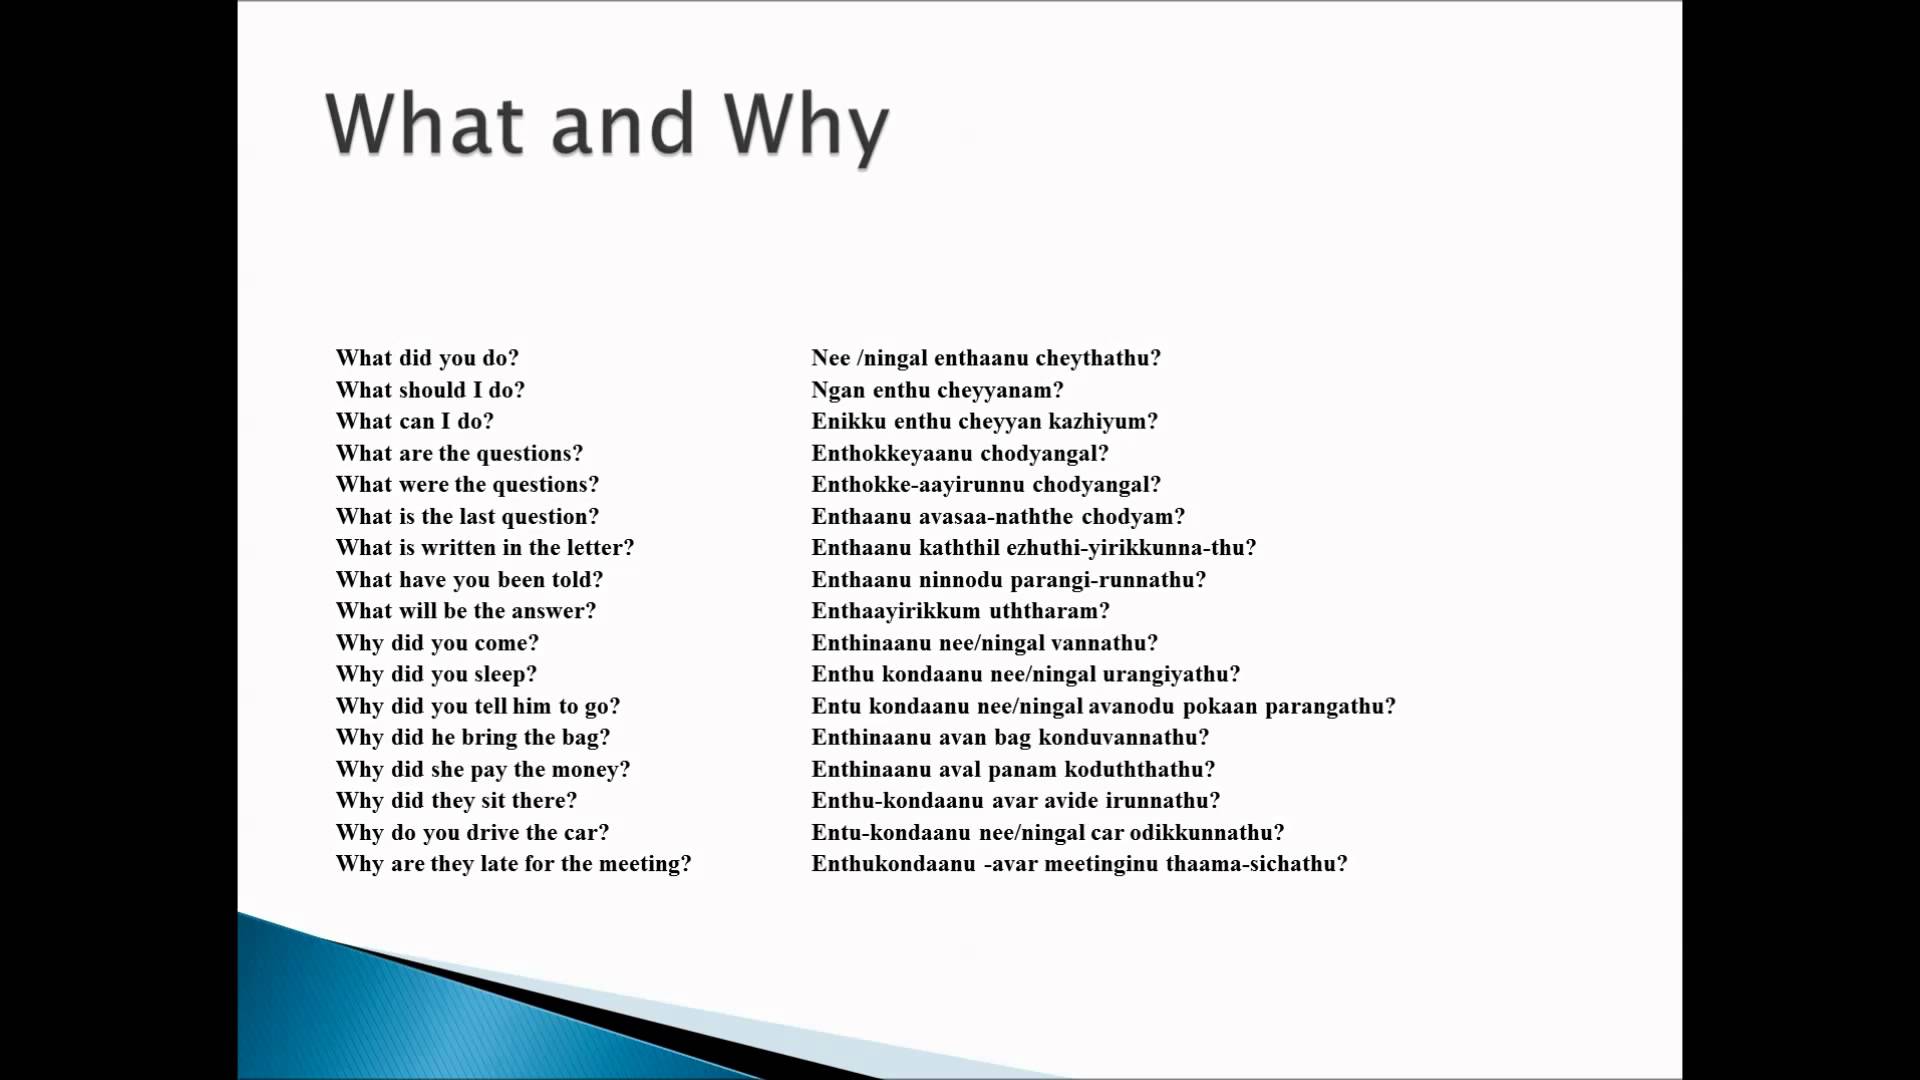 What and Why
What did you do? Nee /ningal enthaanu cheythathu?
What should I do? Ngan enthu cheyyanam?
What can I do? Enikku enthu cheyyan kazhiyum?
What are the questions? Enthokkeyaanu chodyangal?
What were the questions? Enthokke-aayirunnu chodyangal?
What is the last question? Enthaanu avasaa-naththe chodyam?
What is written in the letter? Enthaanu kaththil ezhuthi-yirikkunna-thu?
What have you been told? Enthaanu ninnodu parangi-runnathu?
What will be the answer? Enthaayirikkum uththaram?
Why did you come? Enthinaanu nee/ningal vannathu?
Why did you sleep? Enthu kondaanu nee/ningal urangiyathu?
Why did you tell him to go? Entu kondaanu nee/ningal avanodu pokaan parangathu?
Why did he bring the bag? Enthinaanu avan bag konduvannathu?
Why did she pay the money? Enthinaanu aval panam koduththathu?
Why did they sit there? Enthu-kondaanu avar avide irunnathu?
Why do you drive the car? Entu-kondaanu nee/ningal car odikkunnathu?
Why are they late for the meeting? Enthukondaanu -avar meetinginu thaama-sichathu?